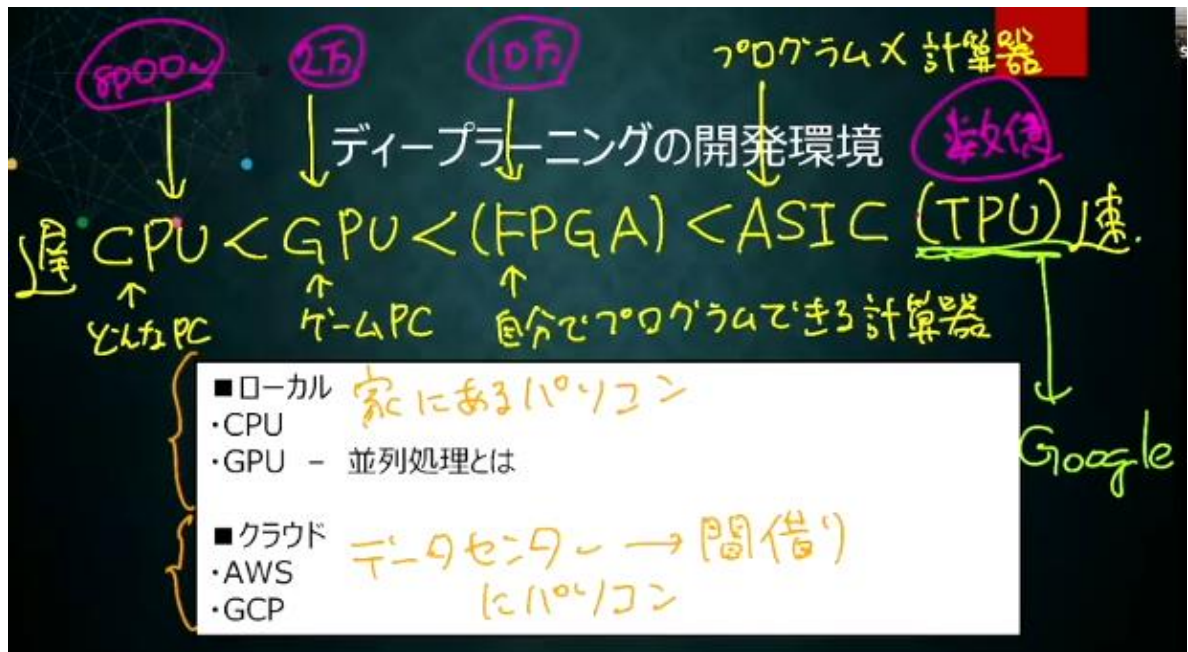 8000~ 2万 10万 プログラム× 計算器
ディープラーニングの開発環境 数億
遅 CPU < GPU < (FPGA) < ASIC (TPU) 速.
どんなPC ゲームPC 自分でプログラムできる計算器
■ローカル 家にあるパソコン
・CPU
・GPU – 並列処理とは
Google
■クラウド データセンター → 間借り
・AWS にパソコン
・GCP